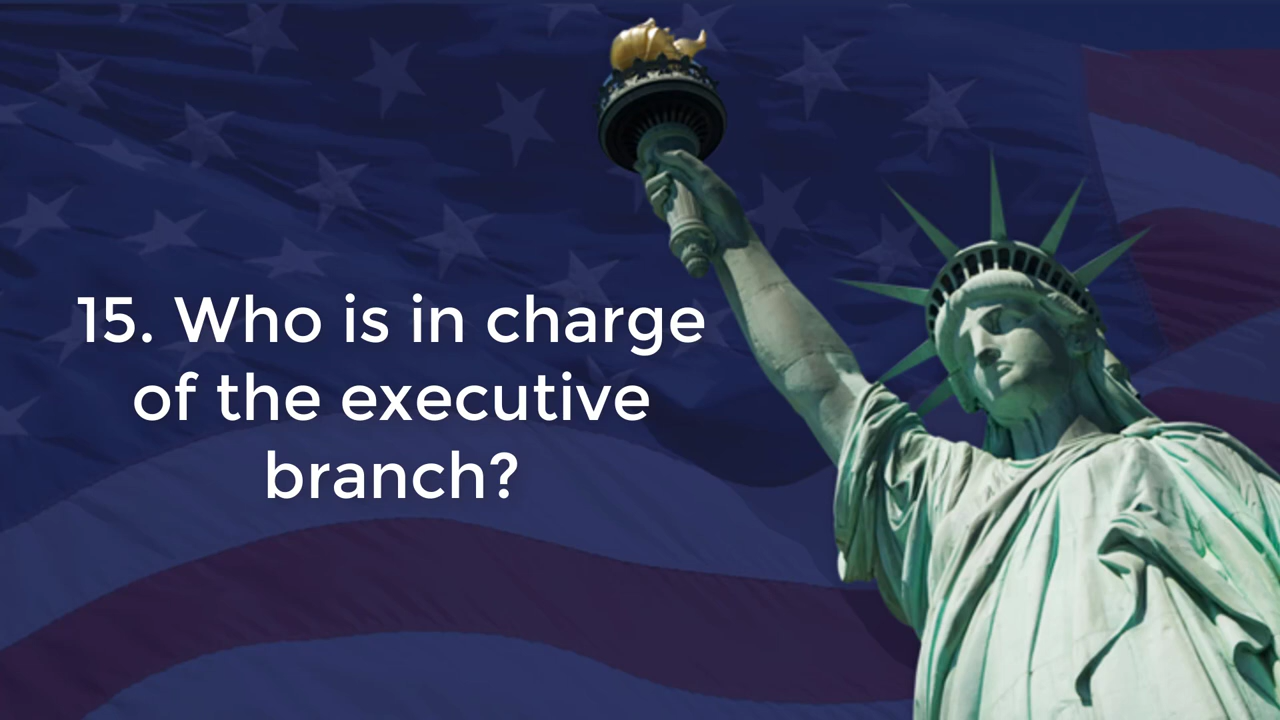 15. Who is in charge
of the executive
branch?